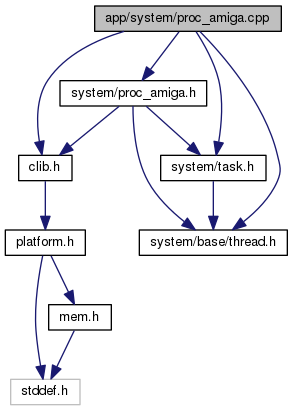 app/system/proc_amiga.cpp
system/proc_amiga.h
clib.h
system/task.h
platform.h
system/base/thread.h
mem.h
stddef.h